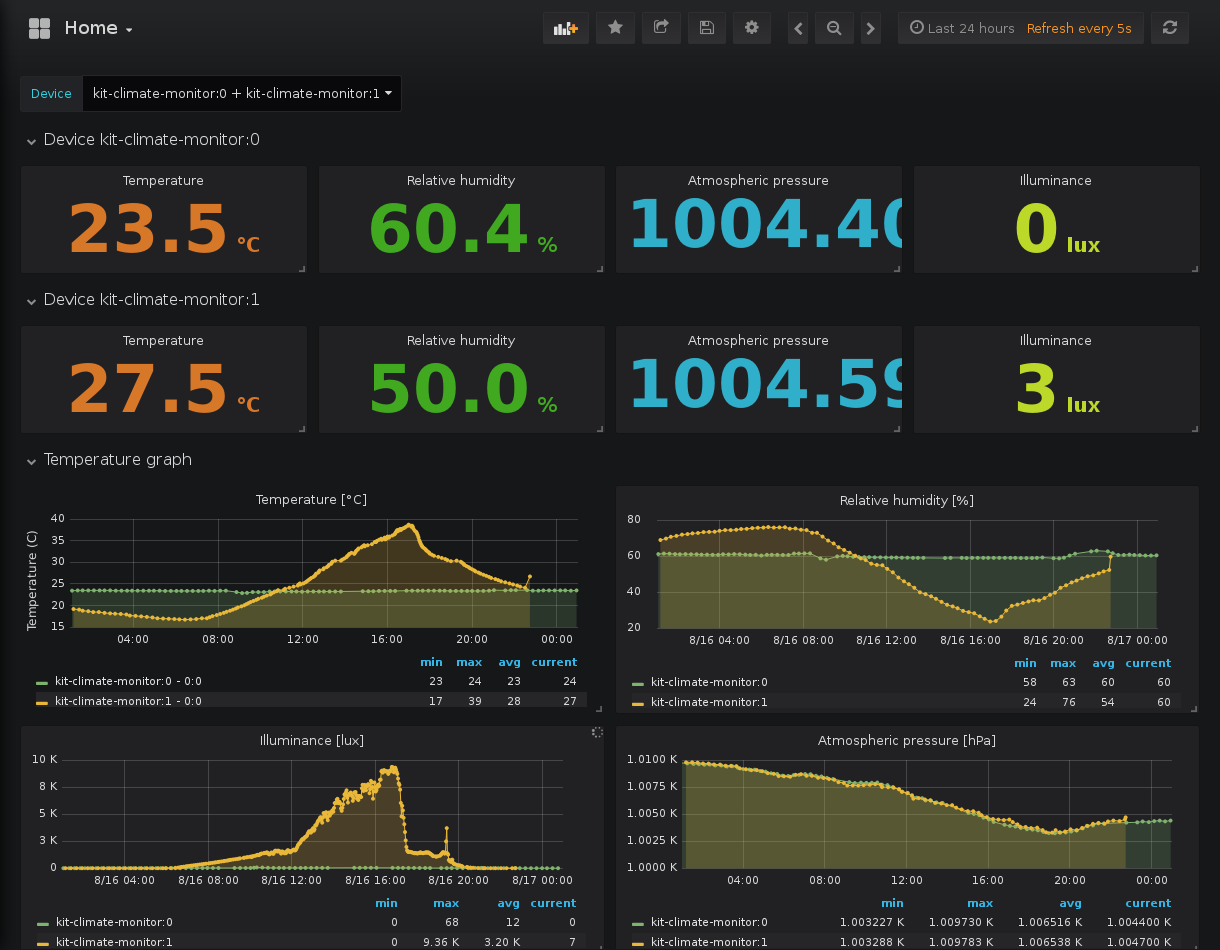 Home
Last 24 hours Refresh every 5s
Device kit-climate-monitor:0 + kit-climate-monitor:1
Device kit-climate-monitor:0
Temperature Relative humidity Atmospheric pressure Illuminance
23.5 °C 60.4 % 1004.40 0 lux
Device kit-climate-monitor:1
Temperature Relative humidity Atmospheric pressure Illuminance
27.5 °C 50.0 % 1004.59 3 lux
Temperature graph
Temperature [°C]
Temperature (C)
40
35
30
25
20
15
04:00 08:00 12:00 16:00 20:00 00:00
min max avg current
kit-climate-monitor:0 - 0:0 23 24 23 24
kit-climate-monitor:1 - 0:0 17 39 28 27
Relative humidity [%]
80
60
40
20
8/16 04:00 8/16 08:00 8/16 12:00 8/16 16:00 8/16 20:00 8/17 00:00
min max avg current
kit-climate-monitor:0 58 63 60 60
kit-climate-monitor:1 24 76 54 60
Illuminance [lux]
10 K
8 K
5 K
3 K
0
8/16 04:00 8/16 08:00 8/16 12:00 8/16 16:00 8/16 20:00 8/17 00:00
min max avg current
kit-climate-monitor:0 0 68 12 0
kit-climate-monitor:1 0 9.36 K 3.20 K 7
Atmospheric pressure [hPa]
1.0100 K
1.0075 K
1.0050 K
1.0025 K
1.0000 K
04:00 08:00 12:00 16:00 20:00 00:00
min max avg current
kit-climate-monitor:0 1.003227 K 1.009730 K 1.006516 K 1.004400 K
kit-climate-monitor:1 1.003288 K 1.009783 K 1.006538 K 1.004700 K